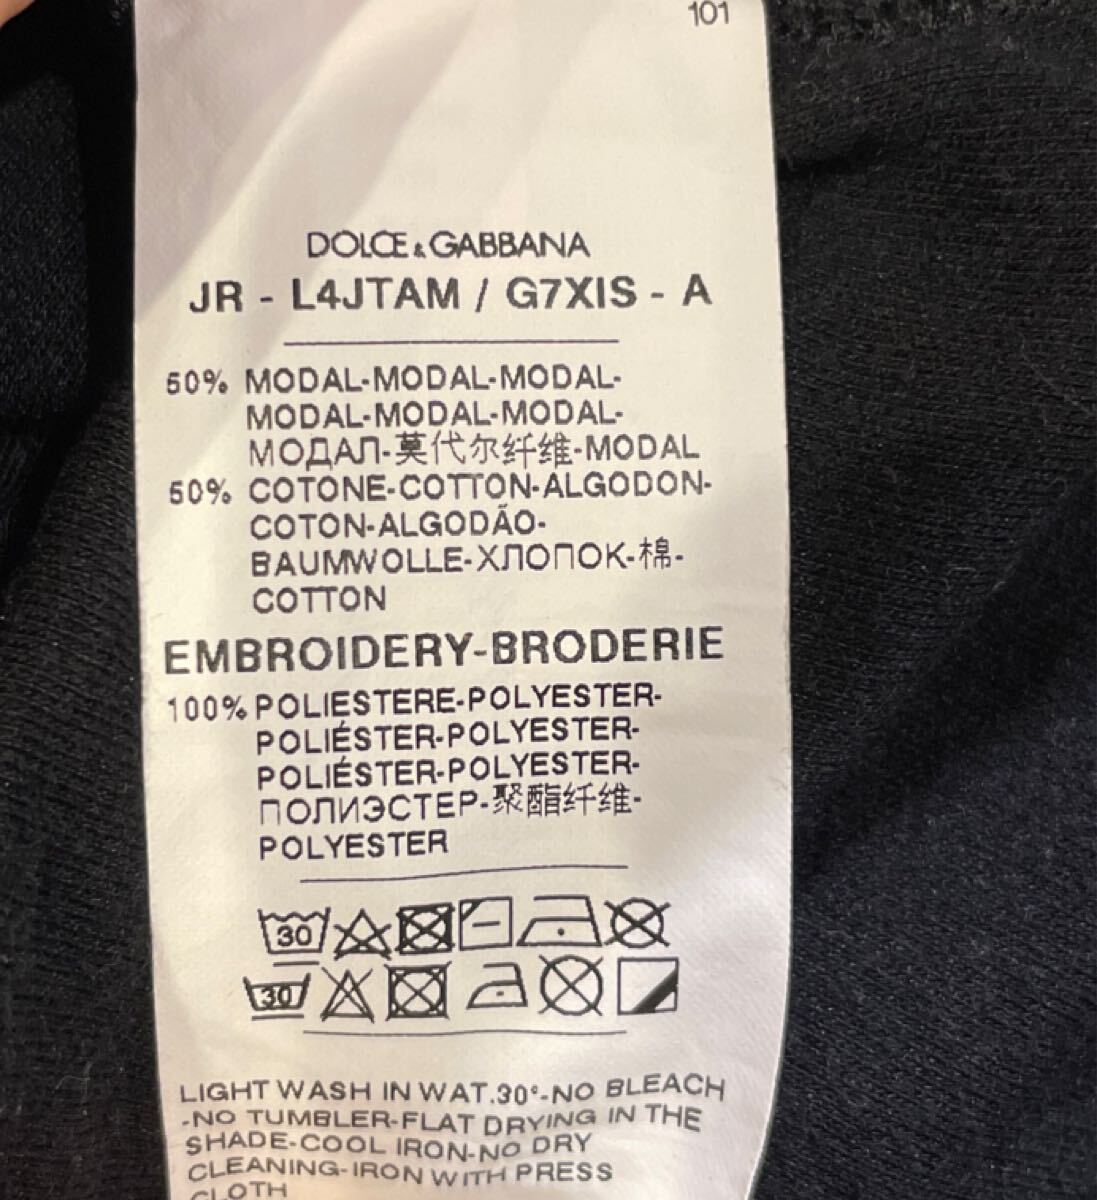 101
DOLCE & GABBANA
JR - L4JTAM / G7XIS - A
50% MODAL-MODAL-MODAL-
MODAL-MODAL-MODAL-
МОДАЛ-莫代尔纤维-MODAL
50% COTONE-COTTON-ALGODON-
COTON-ALGODÃO-
BAUMWOLLE-ХЛОПОК-棉-
COTTON
EMBROIDERY-BRODERIE
100% POLIESTERE-POLYESTER-
POLIÉSTER-POLYESTER-
POLIÉSTER-POLYESTER-
ПОЛИЭСТЕР-聚酯纤维-
POLYESTER
30
30
LIGHT WASH IN WAT.30°-NO BLEACH
-NO TUMBLER-FLAT DRYING IN THE
SHADE-COOL IRON-NO DRY
CLEANING-IRON WITH PRESS
CLOTH